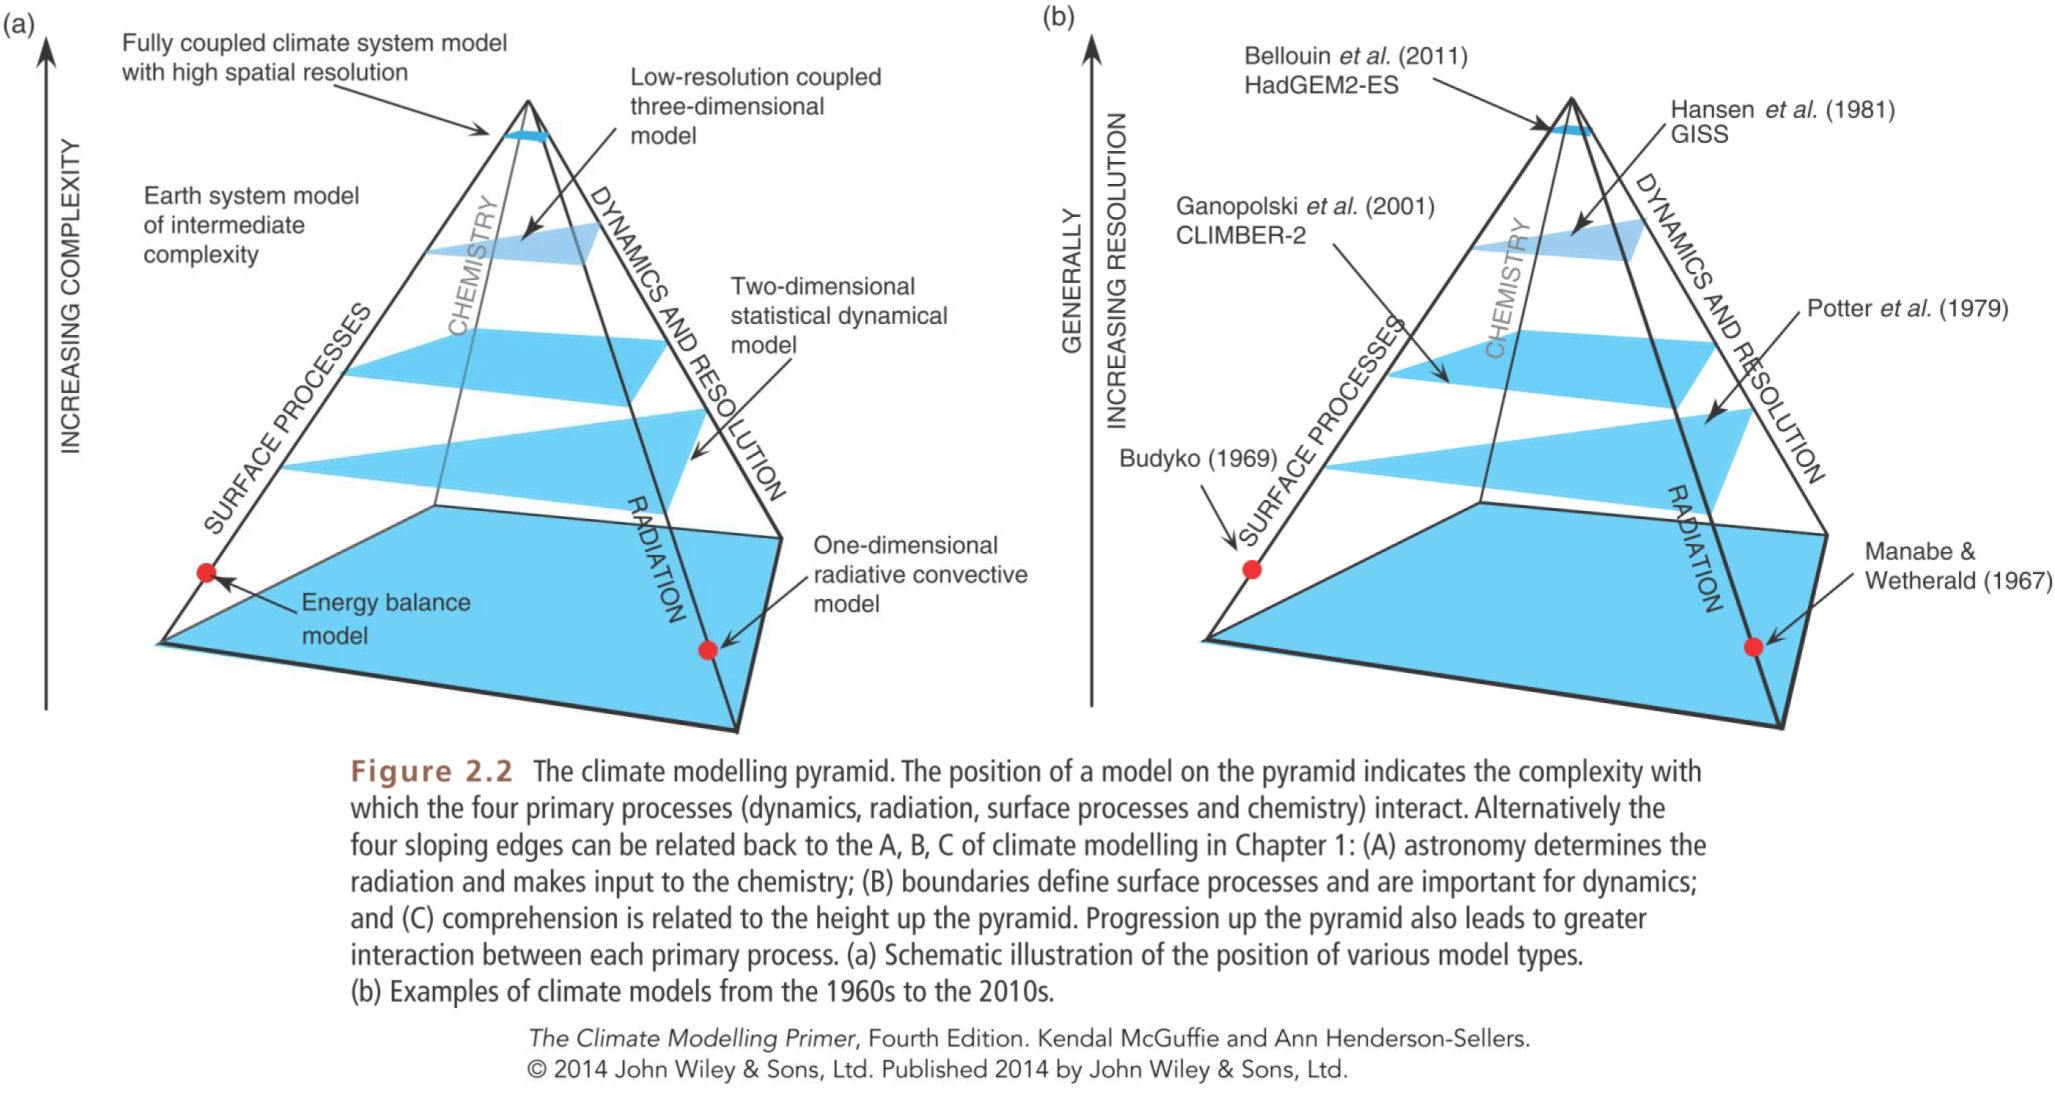 (a)
INCREASING COMPLEXITY
Fully coupled climate system model
with high spatial resolution
Low-resolution coupled
three-dimensional
model
Earth system model
of intermediate
complexity
CHEMISTRY
DYNAMICS AND RESOLUTION
SURFACE PROCESSES
RADIATION
Two-dimensional
statistical dynamical
model
One-dimensional
radiative convective
model
Energy balance
model
(b)
GENERALLY
INCREASING RESOLUTION
Bellouin et al. (2011)
HadGEM2-ES
Hansen et al. (1981)
GISS
Ganopolski et al. (2001)
CLIMBER-2
CHEMISTRY
DYNAMICS AND RESOLUTION
SURFACE PROCESSES
RADIATION
Potter et al. (1979)
Budyko (1969)
Manabe &
Wetherald (1967)
Figure 2.2 The climate modelling pyramid. The position of a model on the pyramid indicates the complexity with
which the four primary processes (dynamics, radiation, surface processes and chemistry) interact. Alternatively the
four sloping edges can be related back to the A, B, C of climate modelling in Chapter 1: (A) astronomy determines the
radiation and makes input to the chemistry; (B) boundaries define surface processes and are important for dynamics;
and (C) comprehension is related to the height up the pyramid. Progression up the pyramid also leads to greater
interaction between each primary process. (a) Schematic illustration of the position of various model types.
(b) Examples of climate models from the 1960s to the 2010s.
The Climate Modelling Primer, Fourth Edition. Kendal McGuffie and Ann Henderson-Sellers.
© 2014 John Wiley & Sons, Ltd. Published 2014 by John Wiley & Sons, Ltd.